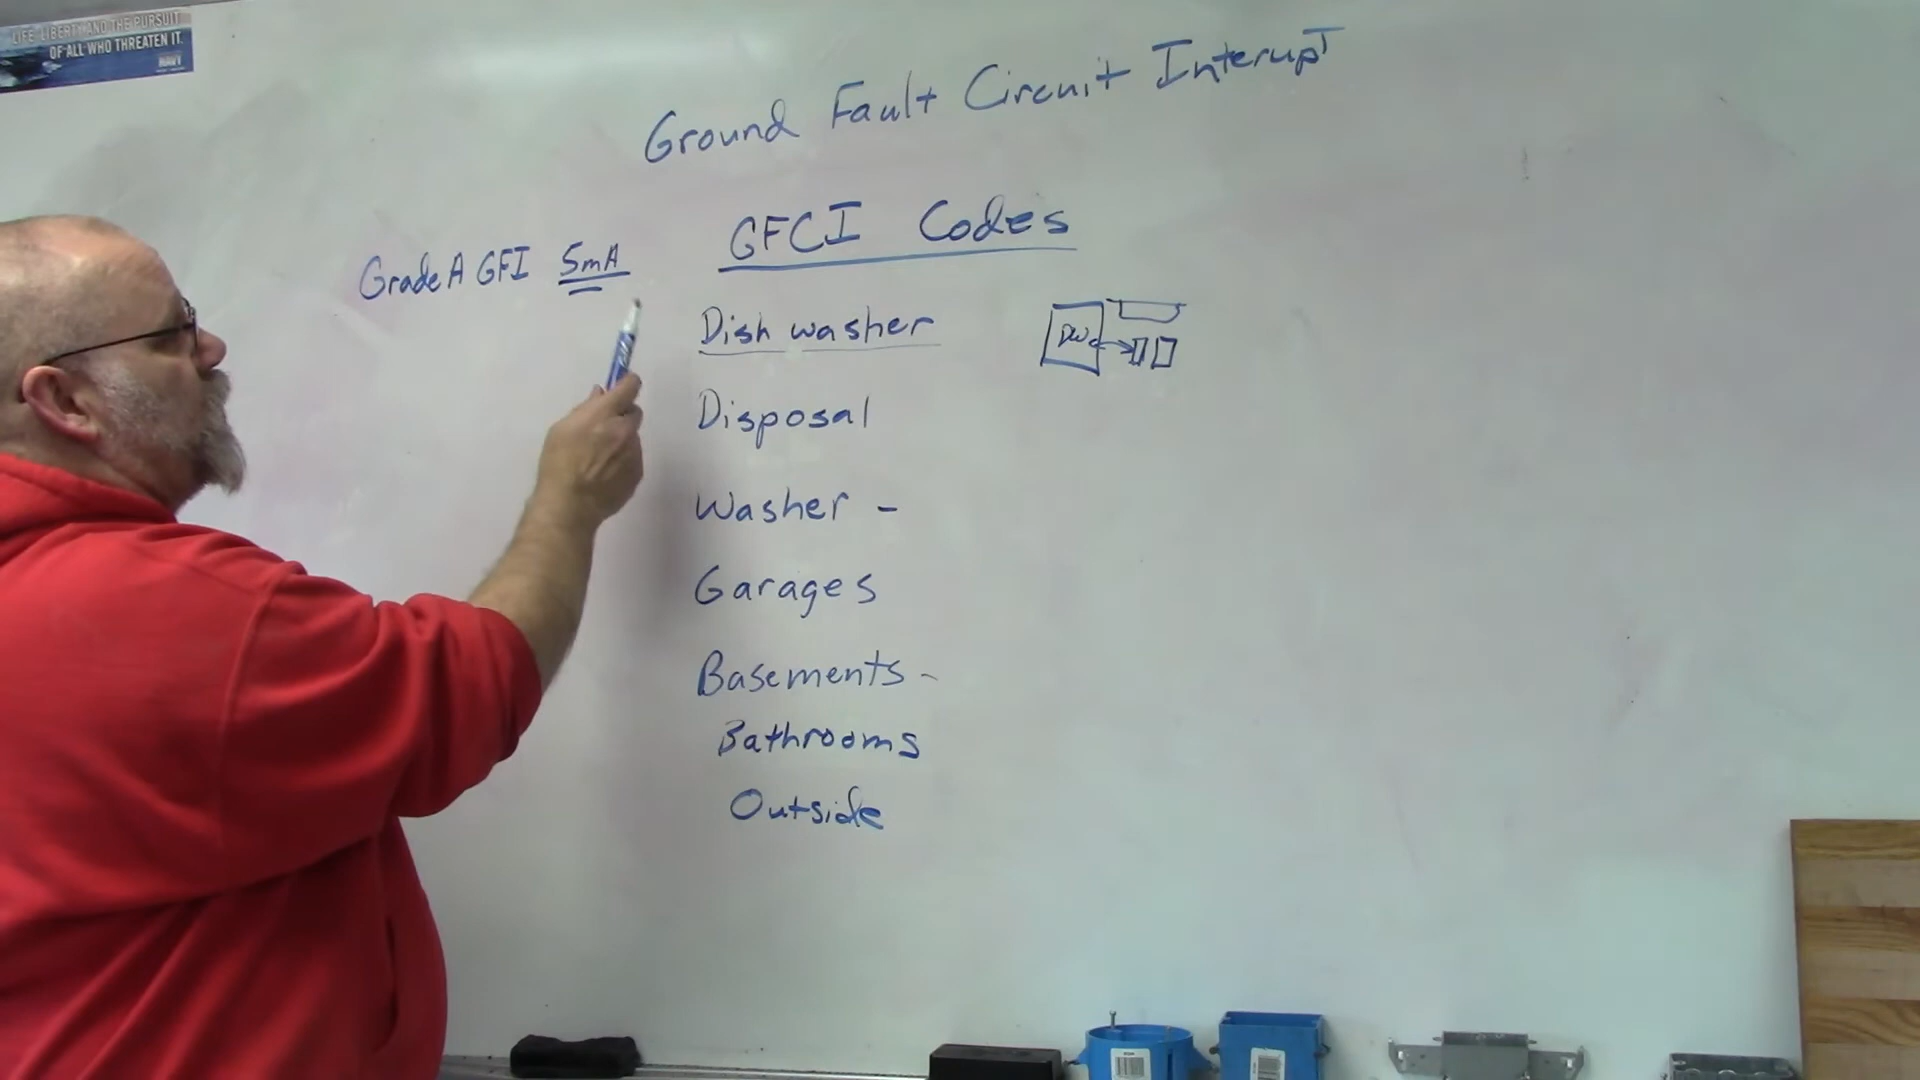 LIFE, LIBERTY AND THE PURSUIT
OF ALL WHO THREATEN IT.
NAVY
Ground Fault Circuit Interupt
GFCI Codes
Grade A GFI 5mA
Dish washer
DW
Disposal
Washer -
Garages
Basements -
Bathrooms
Outside